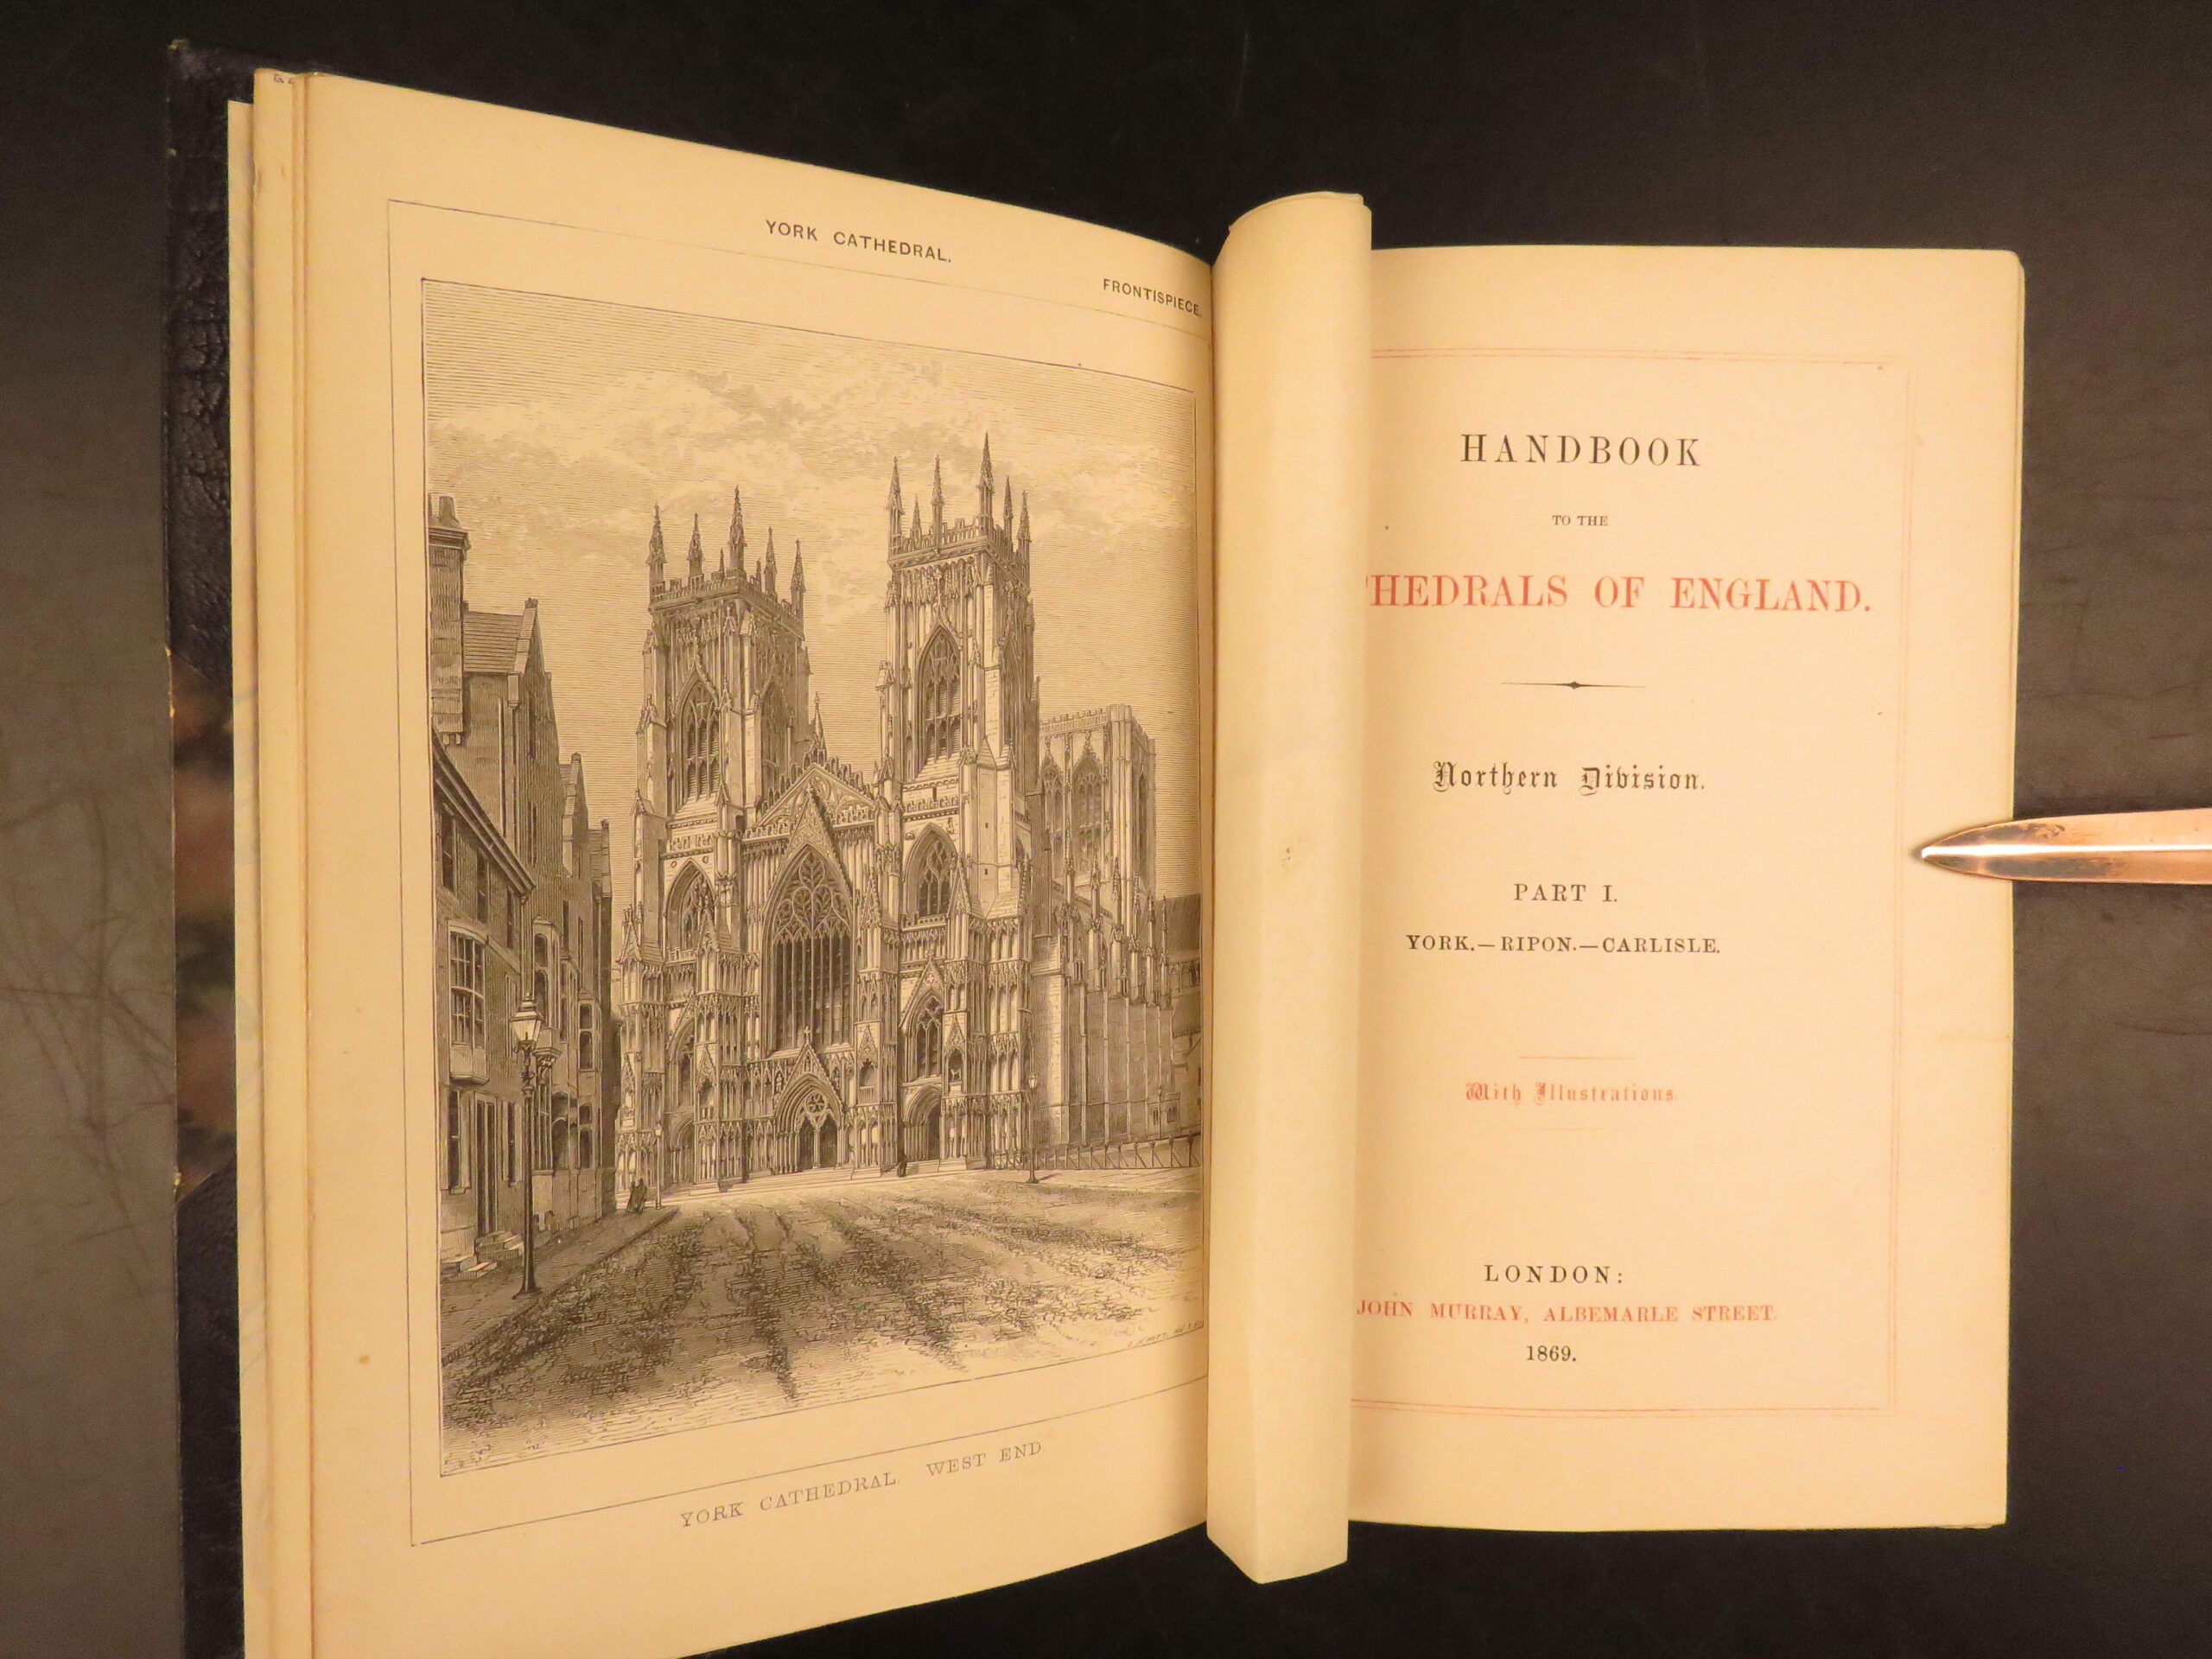 YORK CATHEDRAL.
FRONTISPIECE.
YORK CATHEDRAL. WEST END
HANDBOOK
TO THE
THEDRALS OF ENGLAND.
Northern Division.
PART I.
YORK.—RIPON.—CARLISLE.
With Illustrations.
LONDON:
JOHN MURRAY, ALBEMARLE STREET.
1869.